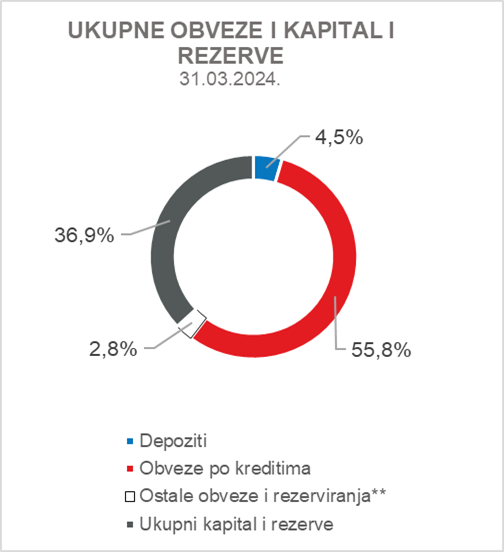 UKUPNE OBVEZE I KAPITAL I
REZERVE
31.03.2024.
4,5%
36,9%
2,8%
55,8%
Depoziti
Obveze po kreditima
Ostale obveze i rezerviranja**
Ukupni kapital i rezerve